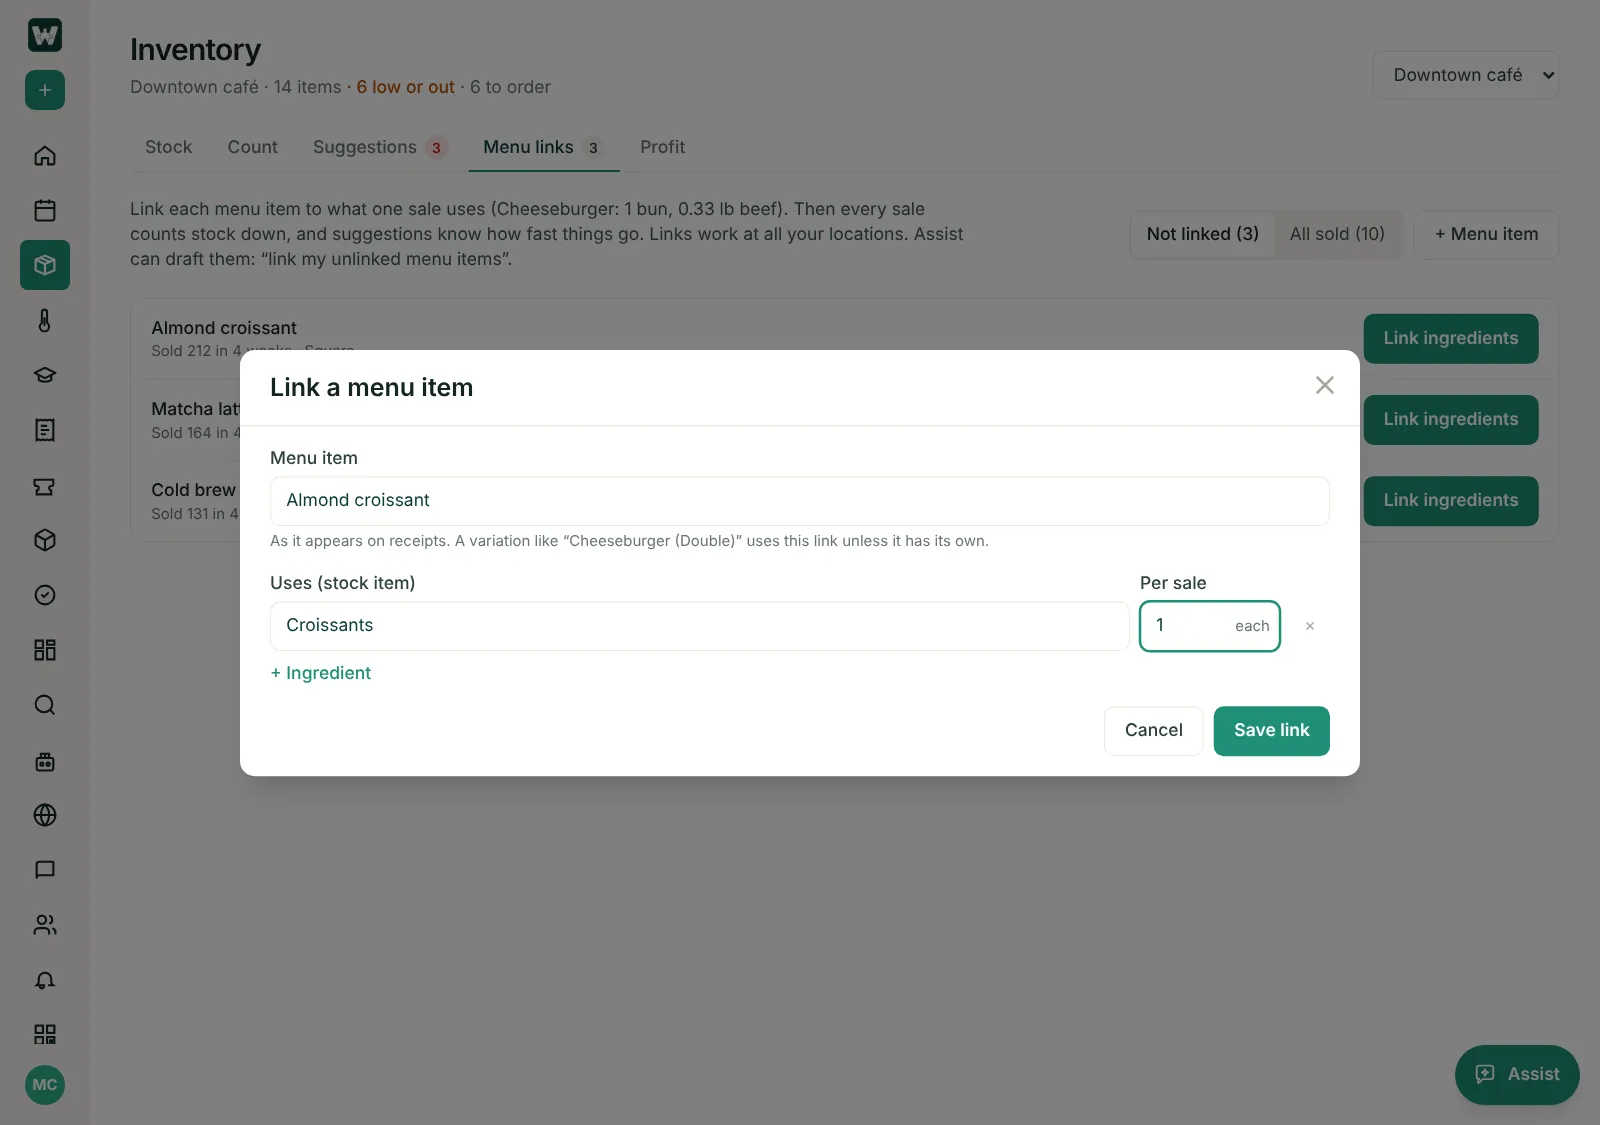 W
+
Inventory
Downtown café · 14 items · 6 low or out · 6 to order
Downtown café
Stock
Count
Suggestions 3
Menu links 3
Profit
Link each menu item to what one sale uses (Cheeseburger: 1 bun, 0.33 lb beef). Then every sale
counts stock down, and suggestions know how fast things go. Links work at all your locations. Assist
can draft them: “link my unlinked menu items”.
Not linked (3)
All sold (10)
+ Menu item
Almond croissant
Sold 212 in 4 weeks · Square
Link ingredients
Matcha
Sold 164 in 4
Link ingredients
Cold brew
Sold 131 in 4
Link ingredients
Link a menu item
×
Menu item
Almond croissant
As it appears on receipts. A variation like “Cheeseburger (Double)” uses this link unless it has its own.
Uses (stock item)
Per sale
Croissants
1 each
×
+ Ingredient
Cancel
Save link
MC
Assist